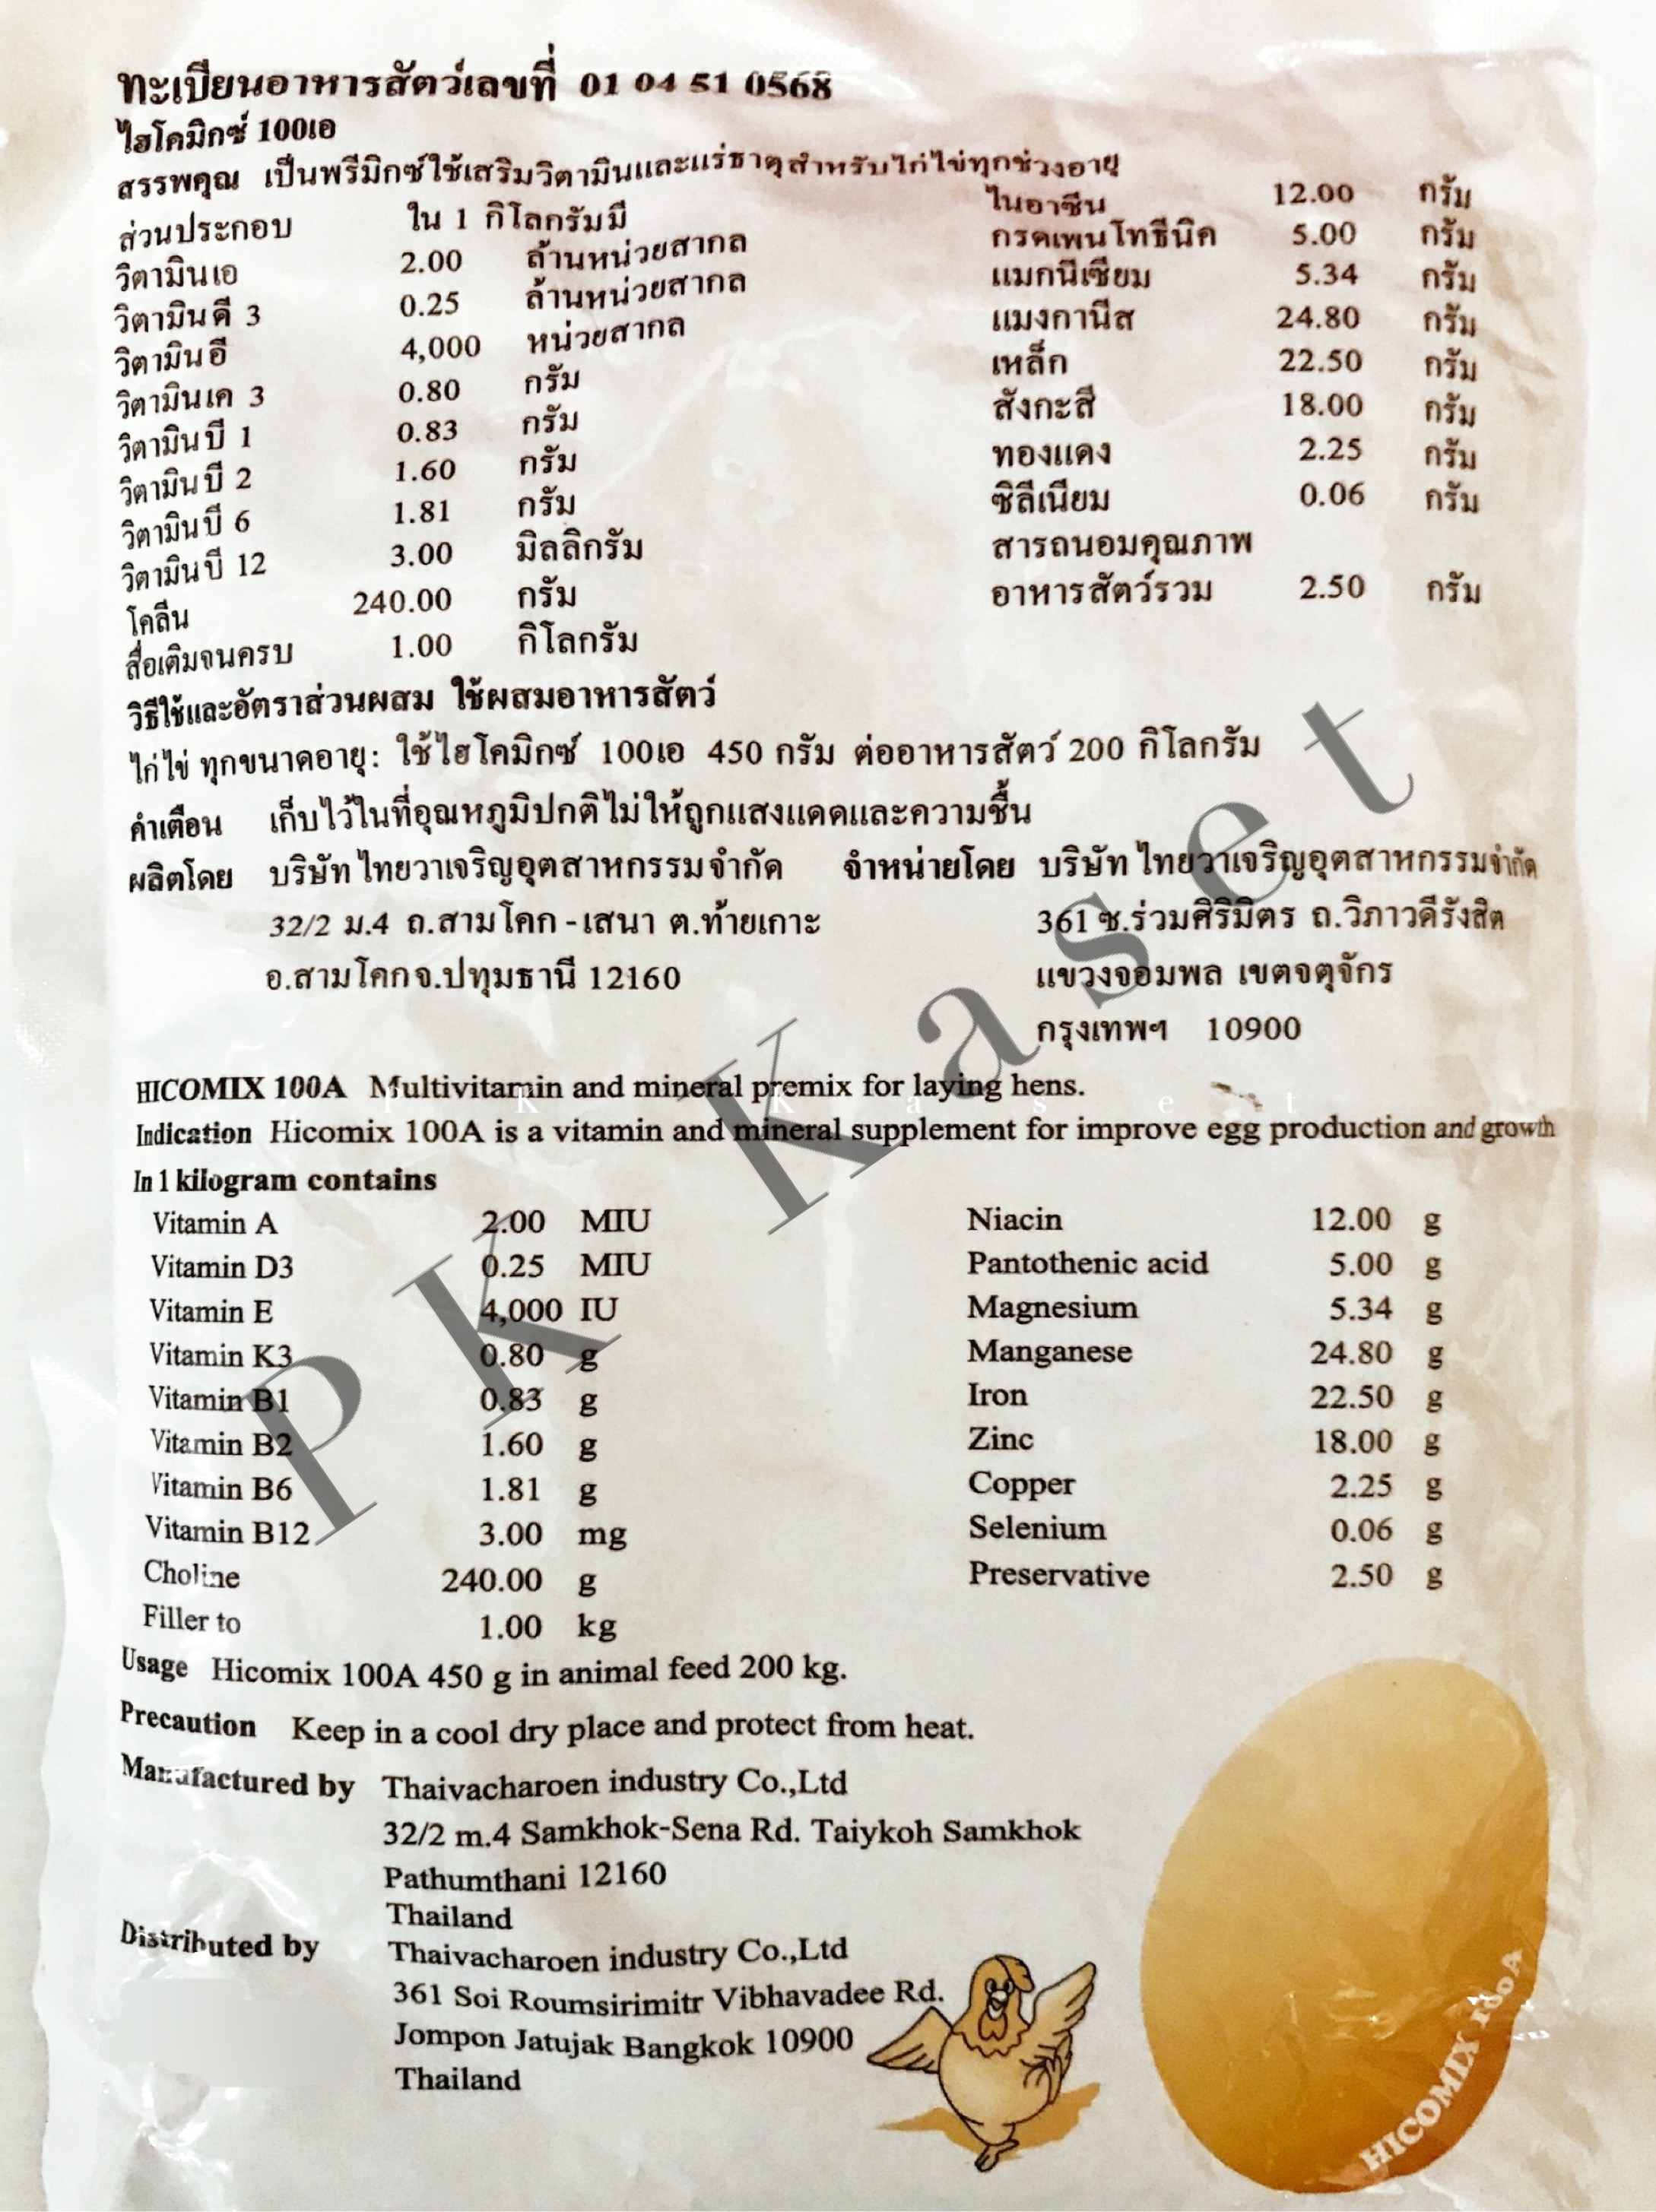 ทะเบียนอาหารสัตว์เลขที่ 01 04 51 0568
ไฮโคมิกซ์ 100เอ
สรรพคุณ เป็นพรีมิกซ์ใช้เสริมวิตามินและแร่ธาตุสำหรับไก่ไข่ทุกช่วงอายุ
ส่วนประกอบ ใน 1 กิโลกรัมมี
วิตามินเอ 2.00 ล้านหน่วยสากล
วิตามินดี 3 0.25 ล้านหน่วยสากล
วิตามินอี 4,000 หน่วยสากล
วิตามินเค 3 0.80 กรัม
วิตามินบี 1 0.83 กรัม
วิตามินบี 2 1.60 กรัม
วิตามินบี 6 1.81 กรัม
วิตามินบี 12 3.00 มิลลิกรัม
โคลีน 240.00 กรัม
สื่อเติมจนครบ 1.00 กิโลกรัม
ไนอาซีน 12.00 กรัม
กรดเพนโทธีนิค 5.00 กรัม
แมกนีเซียม 5.34 กรัม
แมงกานีส 24.80 กรัม
เหล็ก 22.50 กรัม
สังกะสี 18.00 กรัม
ทองแดง 2.25 กรัม
ซิลีเนียม 0.06 กรัม
สารถนอมคุณภาพ
อาหารสัตว์รวม 2.50 กรัม
วิธีใช้และอัตราส่วนผสม ใช้ผสมอาหารสัตว์
ไก่ไข่ ทุกขนาดอายุ: ใช้ไฮโคมิกซ์ 100เอ 450 กรัม ต่ออาหารสัตว์ 200 กิโลกรัม
คำเตือน เก็บไว้ในที่อุณหภูมิปกติไม่ให้ถูกแสงแดดและความชื้น
ผลิตโดย บริษัท ไทยวาเจริญอุตสาหกรรมจำกัด
32/2 ม.4 ถ.สามโคก - เสนา ต.ท้ายเกาะ
อ.สามโคก จ.ปทุมธานี 12160
จำหน่ายโดย บริษัท ไทยวาเจริญอุตสาหกรรมจำกัด
361 ซ.ร่วมศิริมิตร ถ.วิภาวดีรังสิต
แขวงจอมพล เขตจตุจักร
กรุงเทพฯ 10900
HICOMIX 100A Multivitamin and mineral premix for laying hens.
Indication Hicomix 100A is a vitamin and mineral supplement for improve egg production and growth
In 1 kilogram contains
Vitamin A 2.00 MIU
Vitamin D3 0.25 MIU
Vitamin E 4,000 IU
Vitamin K3 0.80 g
Vitamin B1 0.83 g
Vitamin B2 1.60 g
Vitamin B6 1.81 g
Vitamin B12 3.00 mg
Choline 240.00 g
Filler to 1.00 kg
Niacin 12.00 g
Pantothenic acid 5.00 g
Magnesium 5.34 g
Manganese 24.80 g
Iron 22.50 g
Zinc 18.00 g
Copper 2.25 g
Selenium 0.06 g
Preservative 2.50 g
Usage Hicomix 100A 450 g in animal feed 200 kg.
Precaution Keep in a cool dry place and protect from heat.
Manufactured by Thaivacharoen industry Co.,Ltd
32/2 m.4 Samkhok-Sena Rd. Taiykoh Samkhok
Pathumthani 12160
Thailand
Distributed by Thaivacharoen industry Co.,Ltd
361 Soi Roumsirimitr Vibhavadee Rd.
Jompon Jatujak Bangkok 10900
Thailand
HICOMIX 100A
PK Kaset
PK Kaset